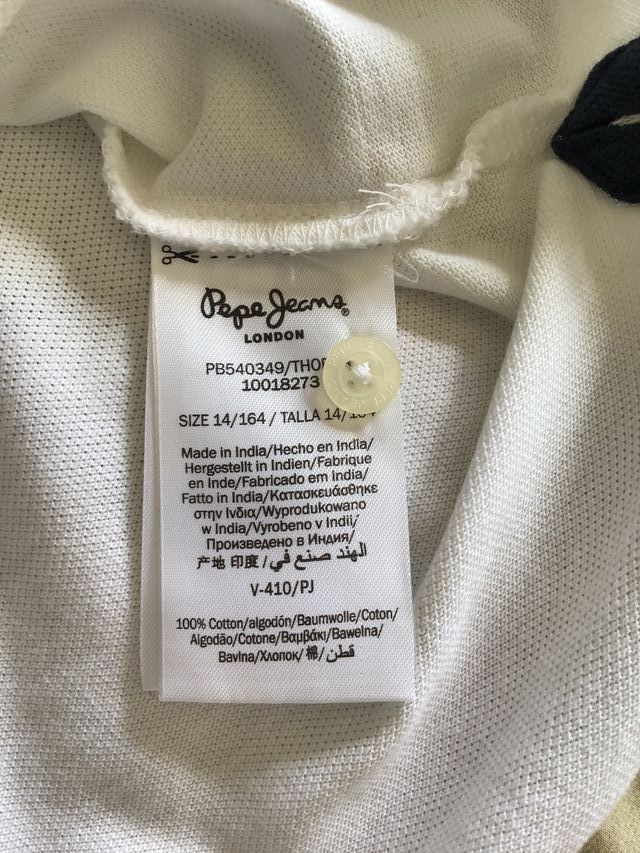 Pepe Jeans®
LONDON
PB540349/
10018273
SIZE 14/164 / TALLA 14/164
Made in India/Hecho en India/
Hergestellt in Indien/Fabrique
en Inde/Fabricado em India/
Fatto in India/Κατασκευάσθηκε
στην Ινδια/Wyprodukowano
w India/Vyrobeno v Indii/
Произведено в Индия/
产地 印度/الهند صنع في/
V-410/PJ
100% Cotton/algodón/Baumwolle/Coton/
Algodão/Cotone/Βαμβάκι/Bawełna/
Bavlna/Хлопок/棉/قطن/